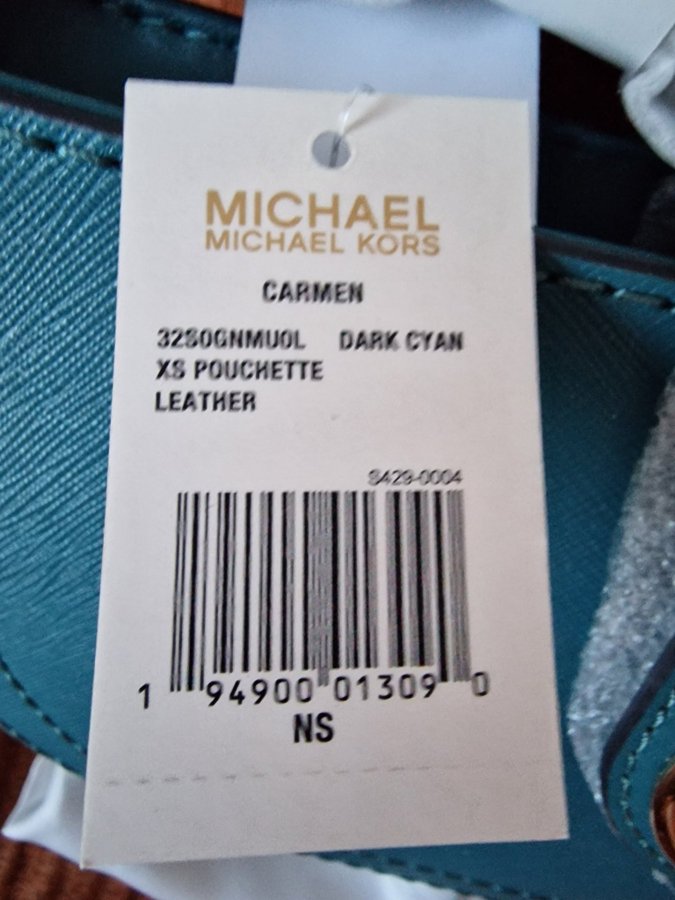 MICHAEL
MICHAEL KORS
CARMEN
32S0GNMU0L DARK CYAN
XS POUCHETTE
LEATHER
S429-0004
1 94900 01309 0
NS